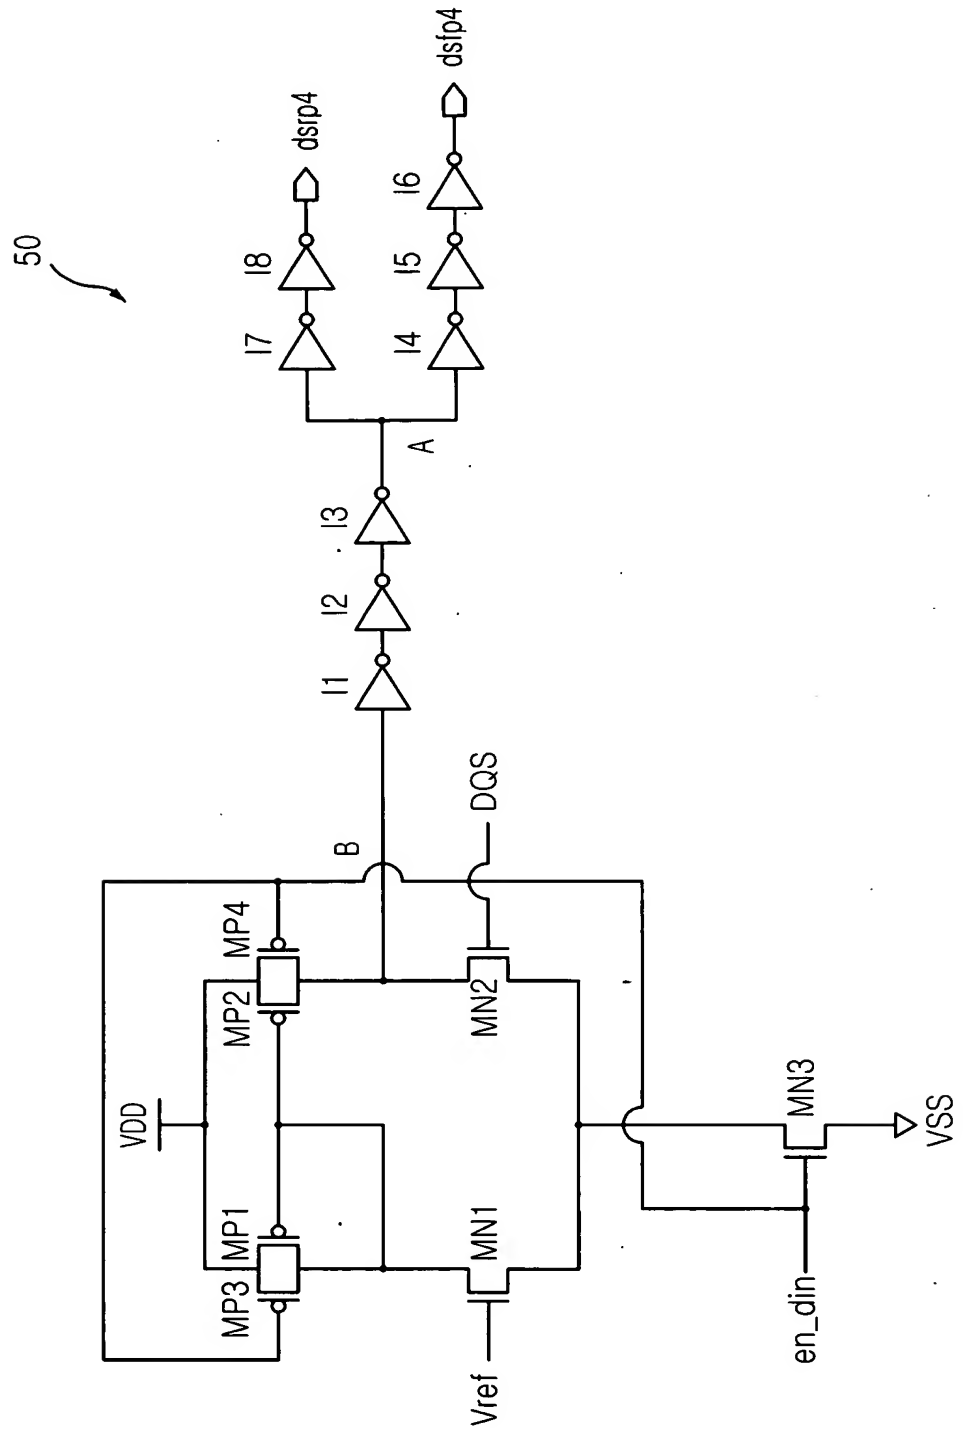 50
VDD
MP3
MP1
MP2
MP4
B
Vref
MN1
MN2
DQS
en_din
MN3
VSS
I1
I2
I3
A
I7
I8
dsrp4
I4
I5
I6
dsfp4